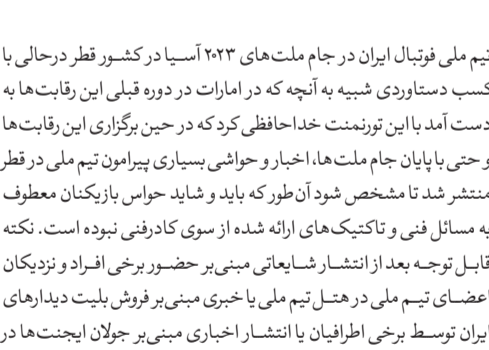 تیم ملی فوتبال ایران در جام ملت‌های ۲۰۲۳ آسیا در کشور قطر درحالی با
کسب دستاوردی شبیه به آنچه که در امارات در دوره قبلی این رقابت‌ها به
دست آمد با این تورنمنت خداحافظی کرد که در حین برگزاری این رقابت‌ها
و حتی با پایان جام ملت‌ها، اخبار و حواشی بسیاری پیرامون تیم ملی در قطر
منتشر شد تا مشخص شود آن‌طور که باید و شاید حواس بازیکنان معطوف
به مسائل فنی و تاکتیک‌های ارائه شده از سوی کادرفنی نبوده است. نکته
قابل توجه بعد از انتشار شایعاتی مبنی‌بر حضور برخی افراد و نزدیکان
اعضای تیم ملی در هتل تیم ملی یا خبری مبنی‌بر فروش بلیت دیدارهای
ایران توسط برخی اطرافیان یا انتشار اخباری مبنی‌بر جولان ایجنت‌ها در